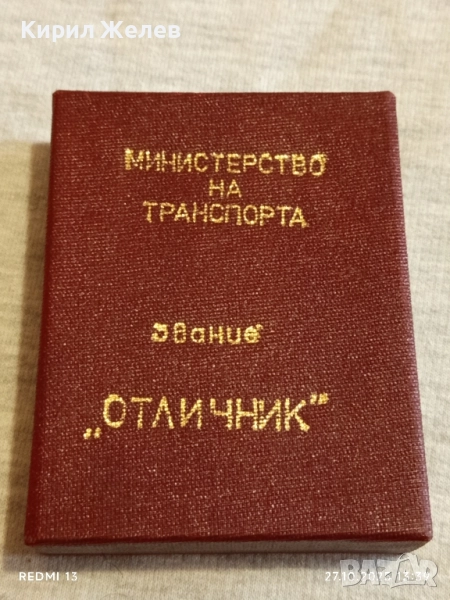 Кирил Желев
МИНИСТЕРСТВО
НА
ТРАНСПОРТА
Звание
„ОТЛИЧНИК"
REDMI 13